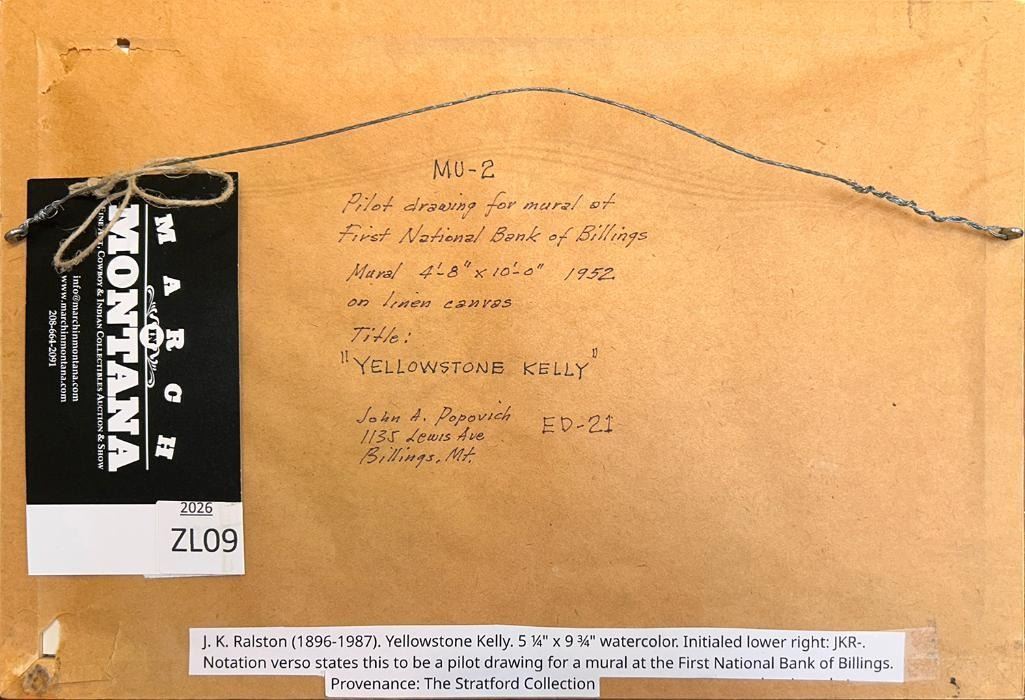 MU-2
Pilot drawing for mural at
First National Bank of Billings
Mural 4'-8" x 10'-0" 1952
on linen canvas
Title:
"YELLOWSTONE KELLY"
John A. Popovich
1135 Lewis Ave
Billings, Mt.
ED-21
MARCH
IN
MONTANA
FINE ART, COWBOY & INDIAN COLLECTIBLES AUCTION & SHOW
info@marchinmontana.com
www.marchinmontana.com
208-664-2091
2026
ZL09
J. K. Ralston (1896-1987). Yellowstone Kelly. 5 ¼" x 9 ¾" watercolor. Initialed lower right: JKR-.
Notation verso states this to be a pilot drawing for a mural at the First National Bank of Billings.
Provenance: The Stratford Collection